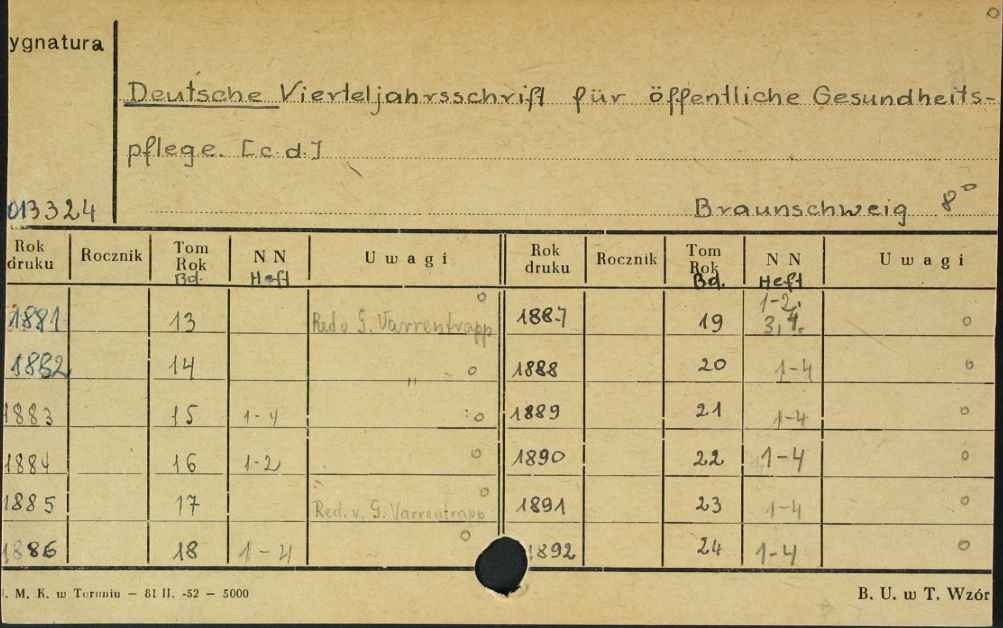 ygnatura
Deutsche Vierteljahrsschrift für öffentliche Gesundheits-
pflege. [c.d.]
013324
Braunschweig 8°
Rok druku Rocznik Tom Rok Bd. N N Heft U w a g i Rok druku Rocznik Tom Rok Bd. N N Heft U w a g i
1881 13 Red. v. G. Varrentrapp o 1887 19 1-2, 3, 4. o
1882 14 " o 1888 20 1-4 o
1883 15 1-4 o 1889 21 1-4 o
1884 16 1-2 o 1890 22 1-4 o
1885 17 Red. v. G. Varrentrapp o 1891 23 1-4 o
1886 18 1-4 o 1892 24 1-4 o
. M. K. w Toruniu — 81 II. -52 — 5000
B. U. w T. Wzór